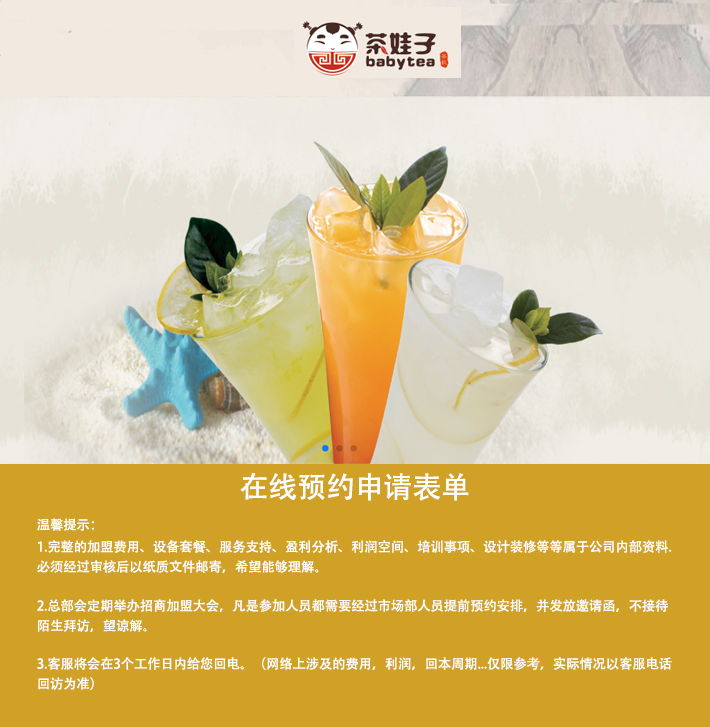 茶娃子
babytea
在线预约申请表单
温馨提示：
1.完整的加盟费用、设备套餐、服务支持、盈利分析、利润空间、培训事项、设计装修等等属于公司内部资料.
必须经过审核后以纸质文件邮寄，希望能够理解。
2.总部会定期举办招商加盟大会，凡是参加人员都需要经过市场部人员提前预约安排，并发放邀请函，不接待
陌生拜访，望谅解。
3.客服将会在3个工作日内给您回电。（网络上涉及的费用，利润，回本周期...仅限参考，实际情况以客服电话
回访为准）